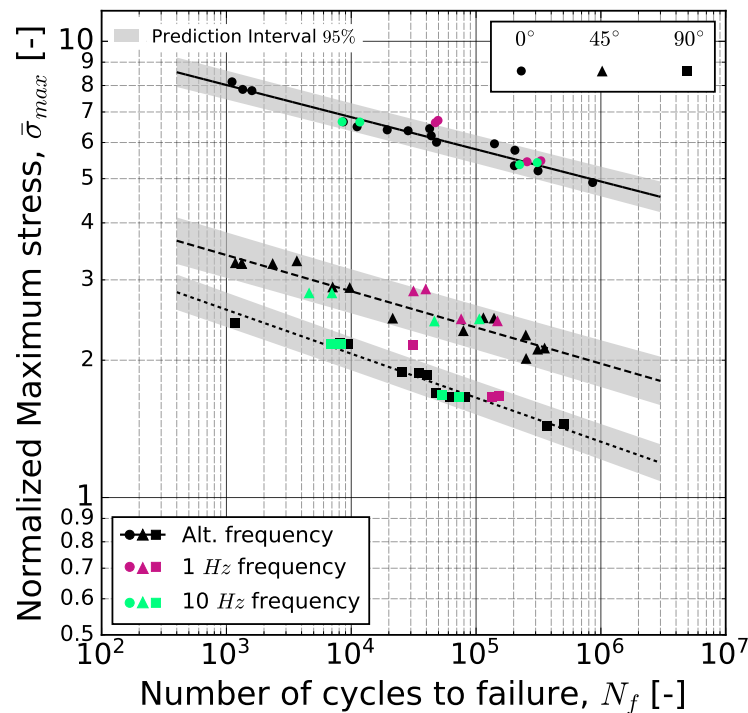 Normalized Maximum stress, σ̄_max [-]
10
9
8
7
6
5
4
3
2
1
0.9
0.8
0.7
0.6
0.5
Prediction Interval 95%
0° 45° 90°
Alt. frequency
1 Hz frequency
10 Hz frequency
10² 10³ 10⁴ 10⁵ 10⁶ 10⁷
Number of cycles to failure, N_f [-]